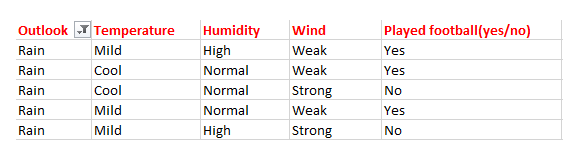 Outlook Temperature Humidity Wind Played football(yes/no)
Rain Mild High Weak Yes
Rain Cool Normal Weak Yes
Rain Cool Normal Strong No
Rain Mild Normal Weak Yes
Rain Mild High Strong No